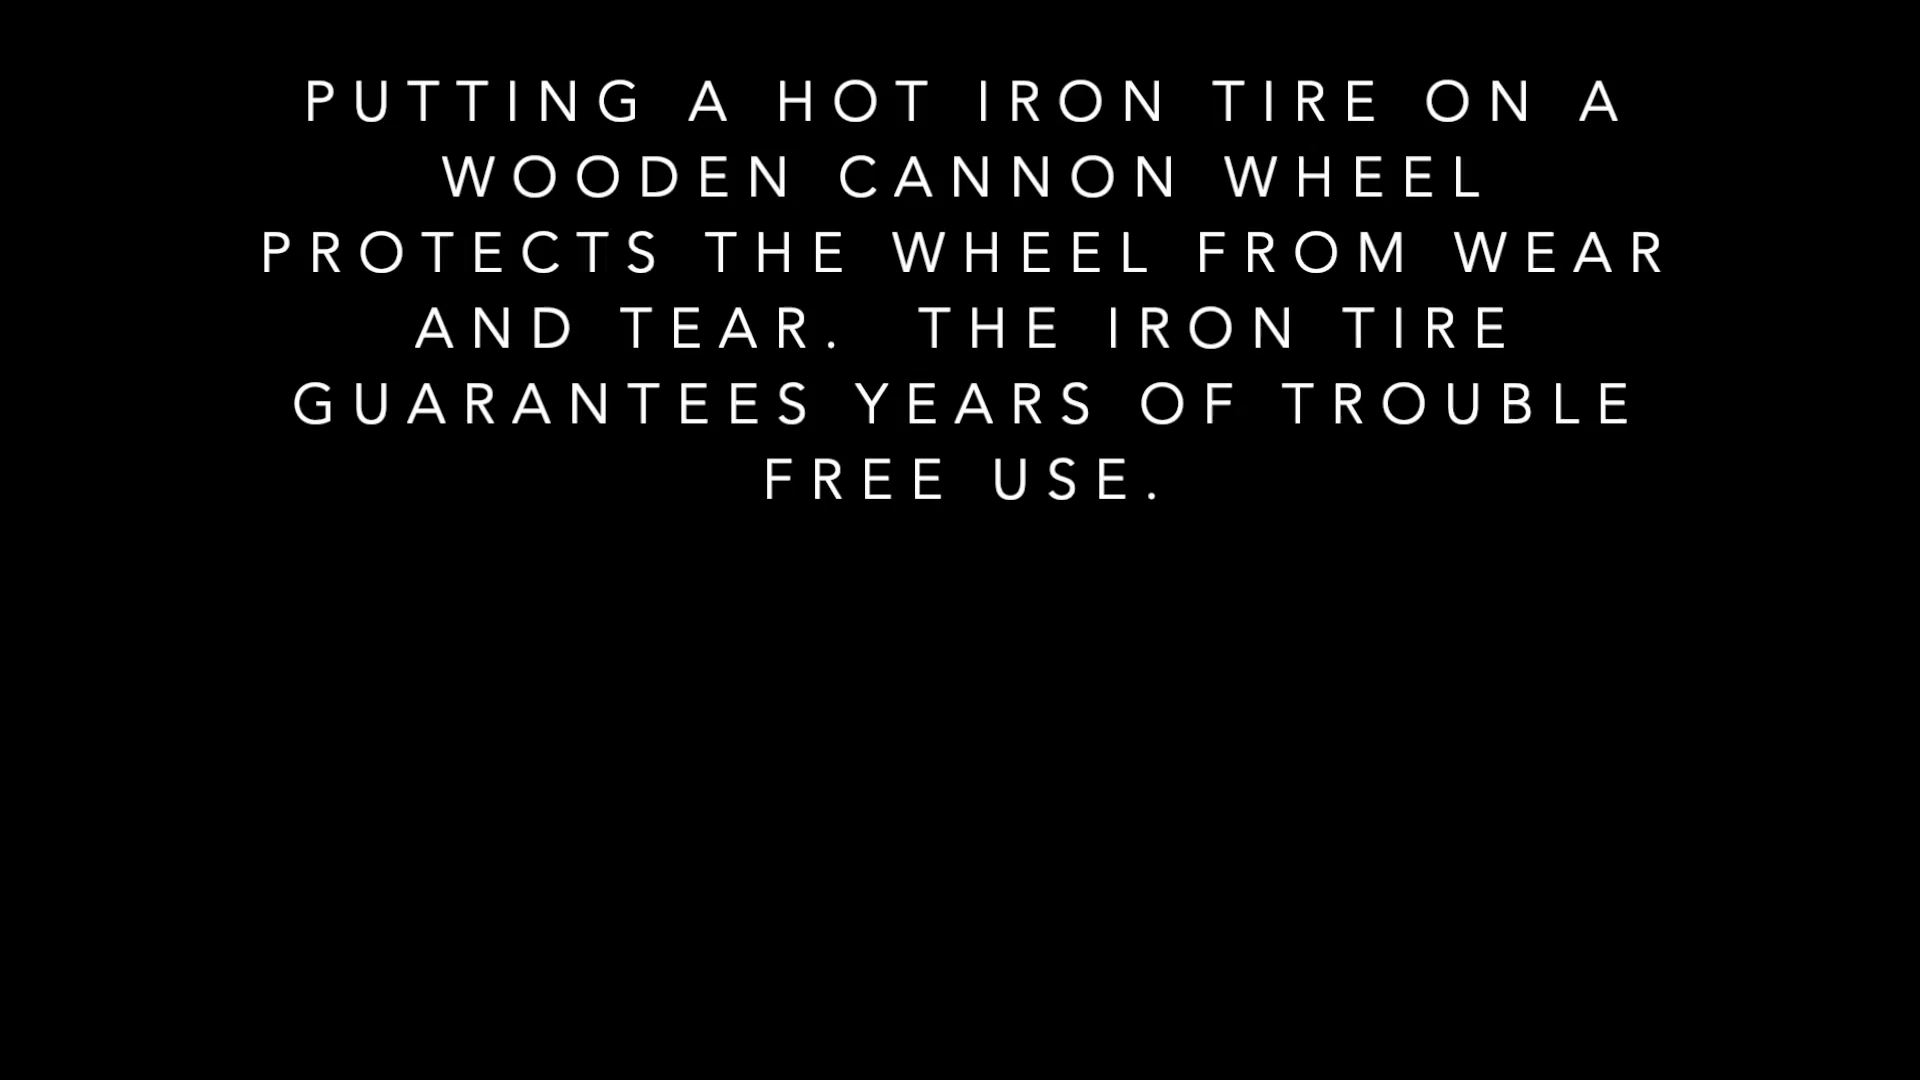 PUTTING A HOT IRON TIRE ON A
WOODEN CANNON WHEEL
PROTECTS THE WHEEL FROM WEAR
AND TEAR.  THE IRON TIRE
GUARANTEES YEARS OF TROUBLE
FREE USE.